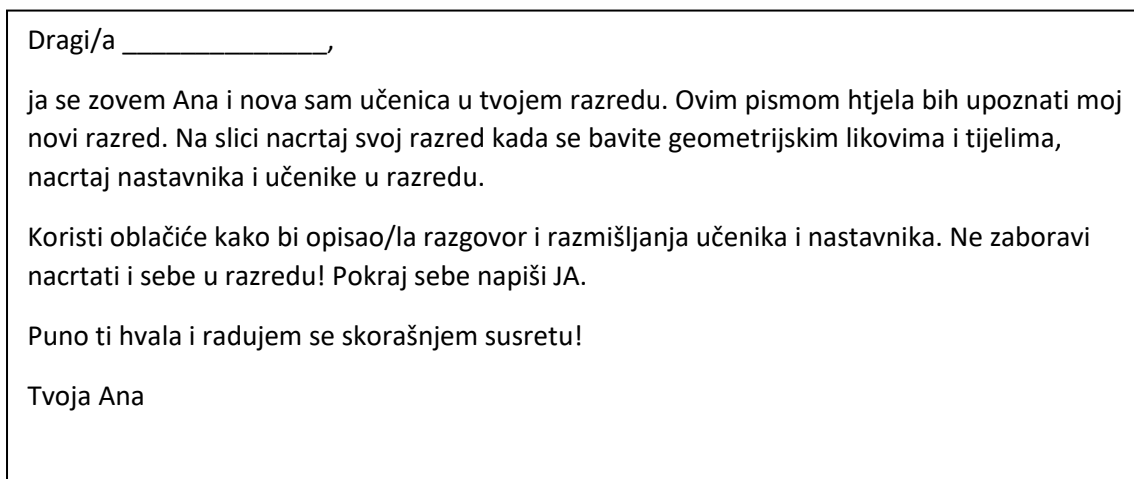 Dragi/a ______________,
ja se zovem Ana i nova sam učenica u tvojem razredu. Ovim pismom htjela bih upoznati moj
novi razred. Na slici nacrtaj svoj razred kada se bavite geometrijskim likovima i tijelima,
nacrtaj nastavnika i učenike u razredu.
Koristi oblačiće kako bi opisao/la razgovor i razmišljanja učenika i nastavnika. Ne zaboravi
nacrtati i sebe u razredu! Pokraj sebe napiši JA.
Puno ti hvala i radujem se skorašnjem susretu!
Tvoja Ana